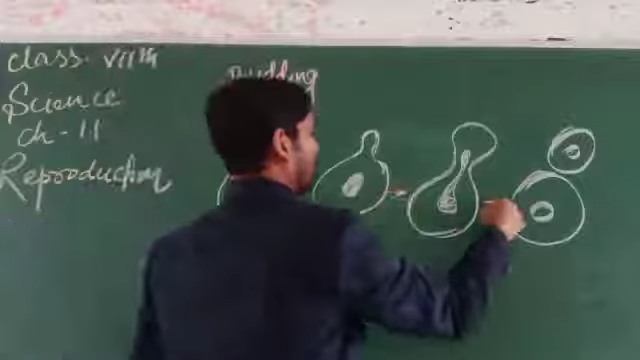 class VIIth
Science
ch - 11
Reproduction
Budding